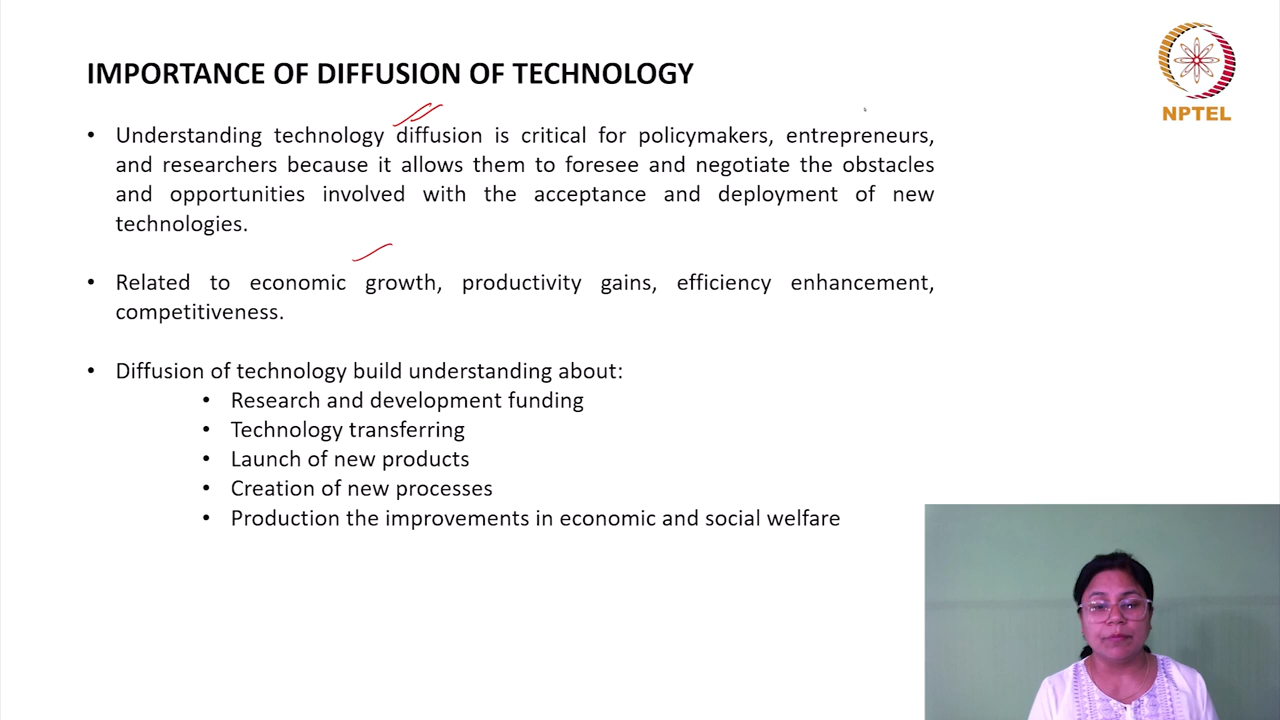 IMPORTANCE OF DIFFUSION OF TECHNOLOGY
NPTEL
• Understanding technology diffusion is critical for policymakers, entrepreneurs,
and researchers because it allows them to foresee and negotiate the obstacles
and opportunities involved with the acceptance and deployment of new
technologies.
• Related to economic growth, productivity gains, efficiency enhancement,
competitiveness.
• Diffusion of technology build understanding about:
• Research and development funding
• Technology transferring
• Launch of new products
• Creation of new processes
• Production the improvements in economic and social welfare